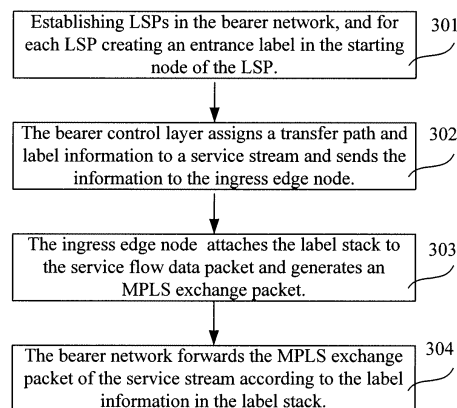 Establishing LSPs in the bearer network, and for
each LSP creating an entrance label in the starting
node of the LSP.
301
The bearer control layer assigns a transfer path and
label information to a service stream and sends the
information to the ingress edge node.
302
The ingress edge node attaches the label stack to
the service flow data packet and generates an
MPLS exchange packet.
303
The bearer network forwards the MPLS exchange
packet of the service stream according to the label
information in the label stack.
304